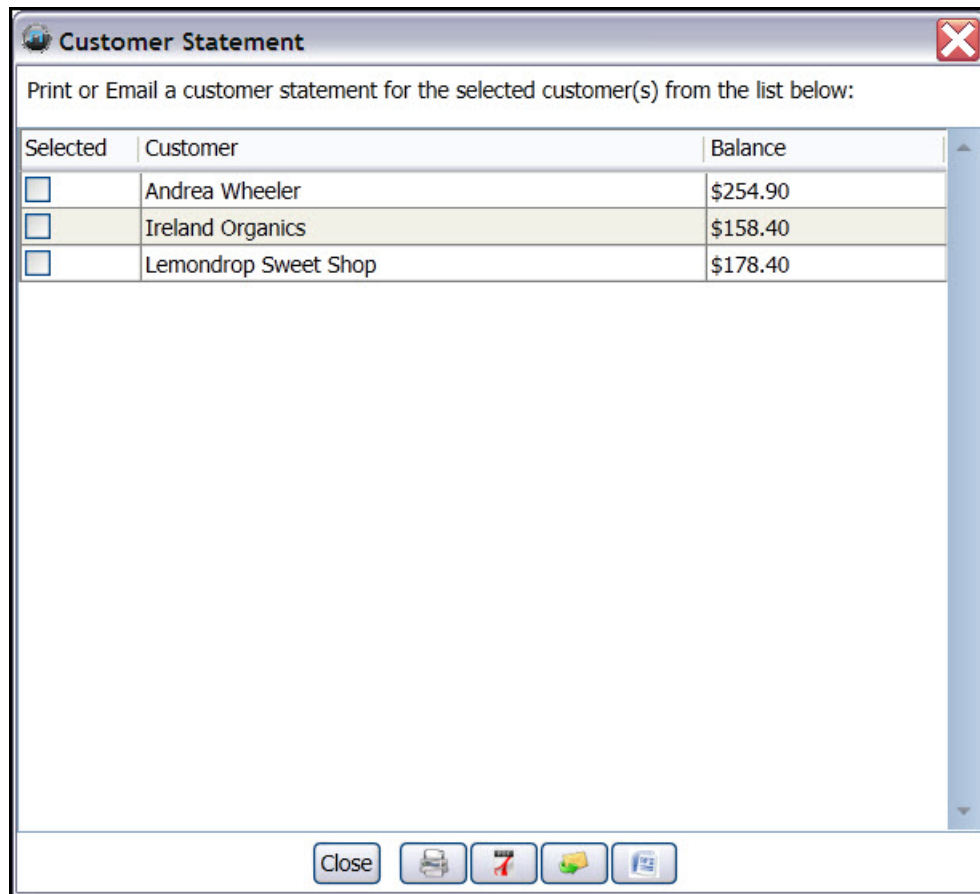 Customer Statement
Print or Email a customer statement for the selected customer(s) from the list below:
Selected Customer Balance
Andrea Wheeler $254.90
Ireland Organics $158.40
Lemondrop Sweet Shop $178.40
Close